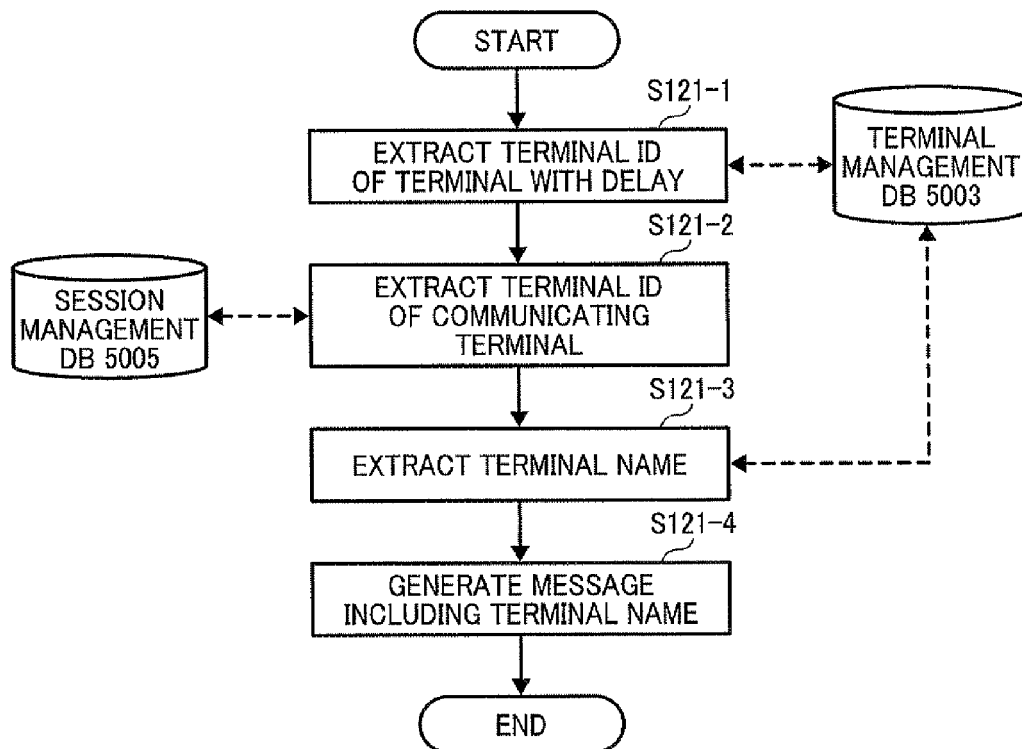 START
S121-1
EXTRACT TERMINAL ID
OF TERMINAL WITH DELAY
TERMINAL
MANAGEMENT
DB 5003
S121-2
EXTRACT TERMINAL ID
OF COMMUNICATING
TERMINAL
SESSION
MANAGEMENT
DB 5005
S121-3
EXTRACT TERMINAL NAME
S121-4
GENERATE MESSAGE
INCLUDING TERMINAL NAME
END